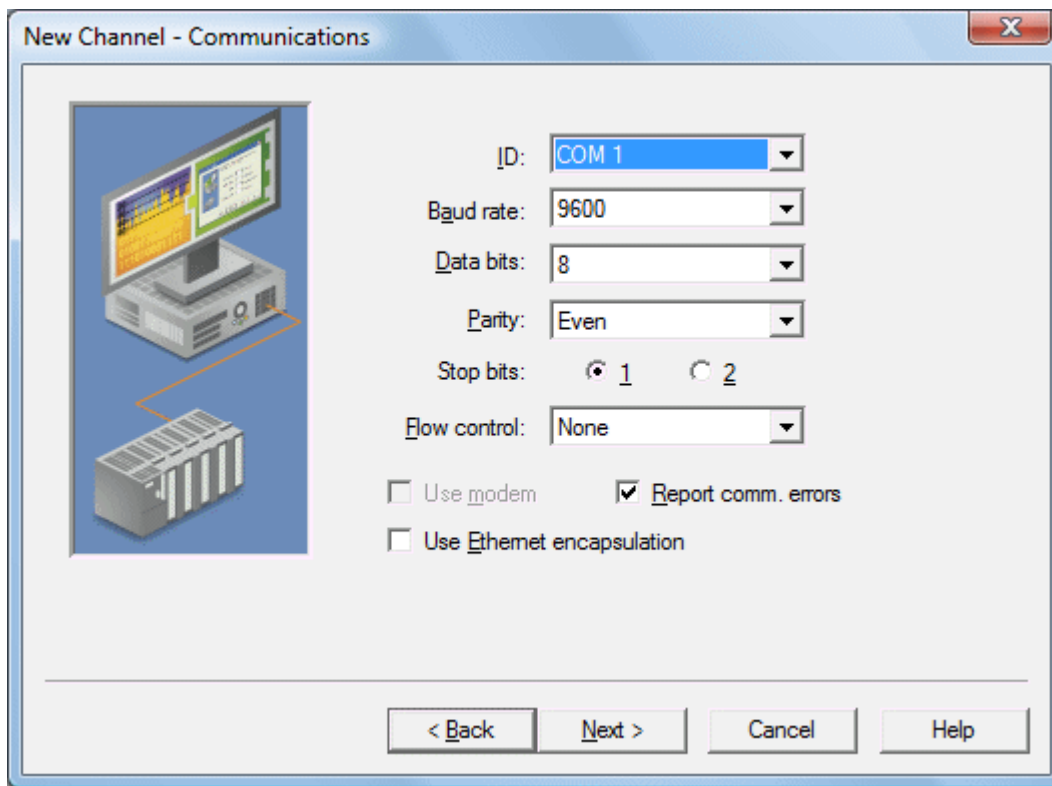 New Channel - Communications
ID: COM 1
Baud rate: 9600
Data bits: 8
Parity: Even
Stop bits: 1 2
Flow control: None
Use modem Report comm. errors
Use Ethernet encapsulation
< Back Next > Cancel Help